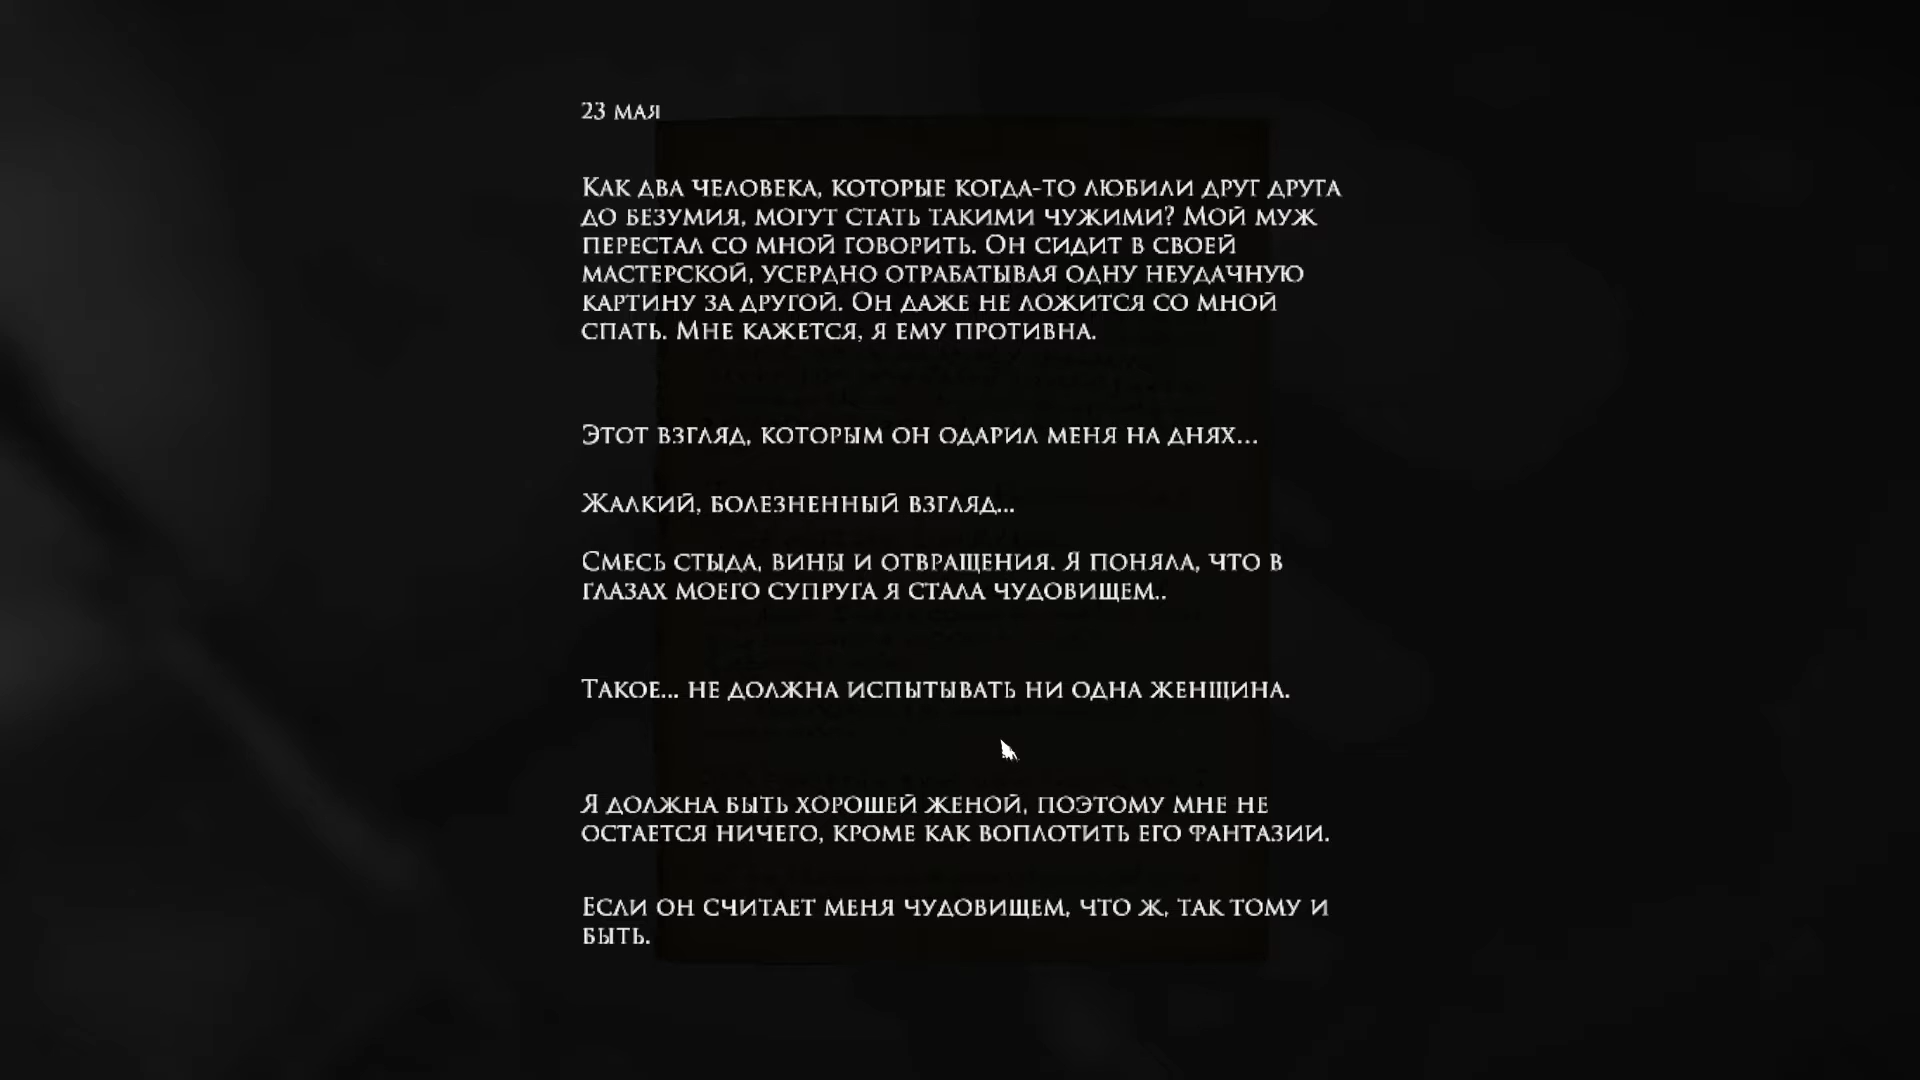 23 мая
Как два человека, которые когда-то любили друг друга
до безумия, могут стать такими чужими? Мой муж
перестал со мной говорить. Он сидит в своей
мастерской, усердно отрабатывая одну неудачную
картину за другой. Он даже не ложится со мной
спать. Мне кажется, я ему противна.
Этот взгляд, которым он одарил меня на днях...
Жалкий, болезненный взгляд...
Смесь стыда, вины и отвращения. Я поняла, что в
глазах моего супруга я стала чудовищем..
Такое... не должна испытывать ни одна женщина.
Я должна быть хорошей женой, поэтому мне не
остается ничего, кроме как воплотить его фантазии.
Если он считает меня чудовищем, что ж, так тому и
быть.